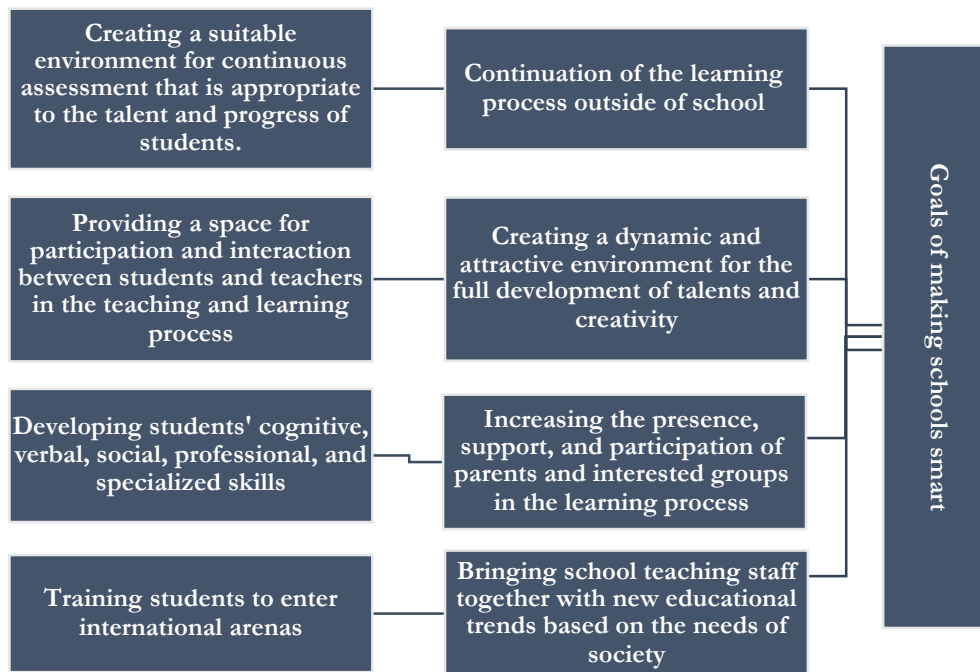 Creating a suitable
environment for continuous
assessment that is appropriate
to the talent and progress of
students.
Continuation of the learning
process outside of school
Providing a space for
participation and interaction
between students and teachers
in the teaching and learning
process
Creating a dynamic and
attractive environment for the
full development of talents and
creativity
Developing students' cognitive,
verbal, social, professional, and
specialized skills
Increasing the presence,
support, and participation of
parents and interested groups
in the learning process
Training students to enter
international arenas
Bringing school teaching staff
together with new educational
trends based on the needs of
society
Goals of making schools smart